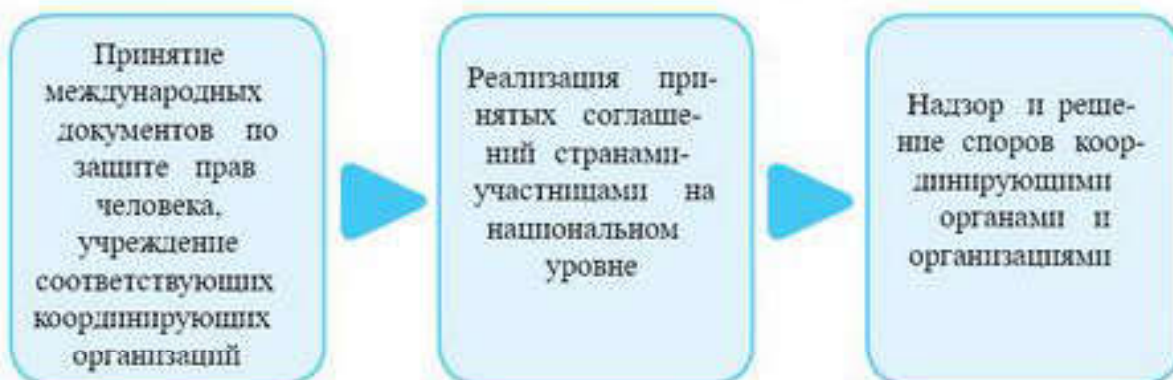 Принятие
международных
документов по
защите прав
человека,
учреждение
соответствующих
координирующих
организаций
Реализация при-
нятых соглаше-
ний странами-
участницами на
национальном
уровне
Надзор и реше-
ние споров коор-
динирующими
органами и
организациями